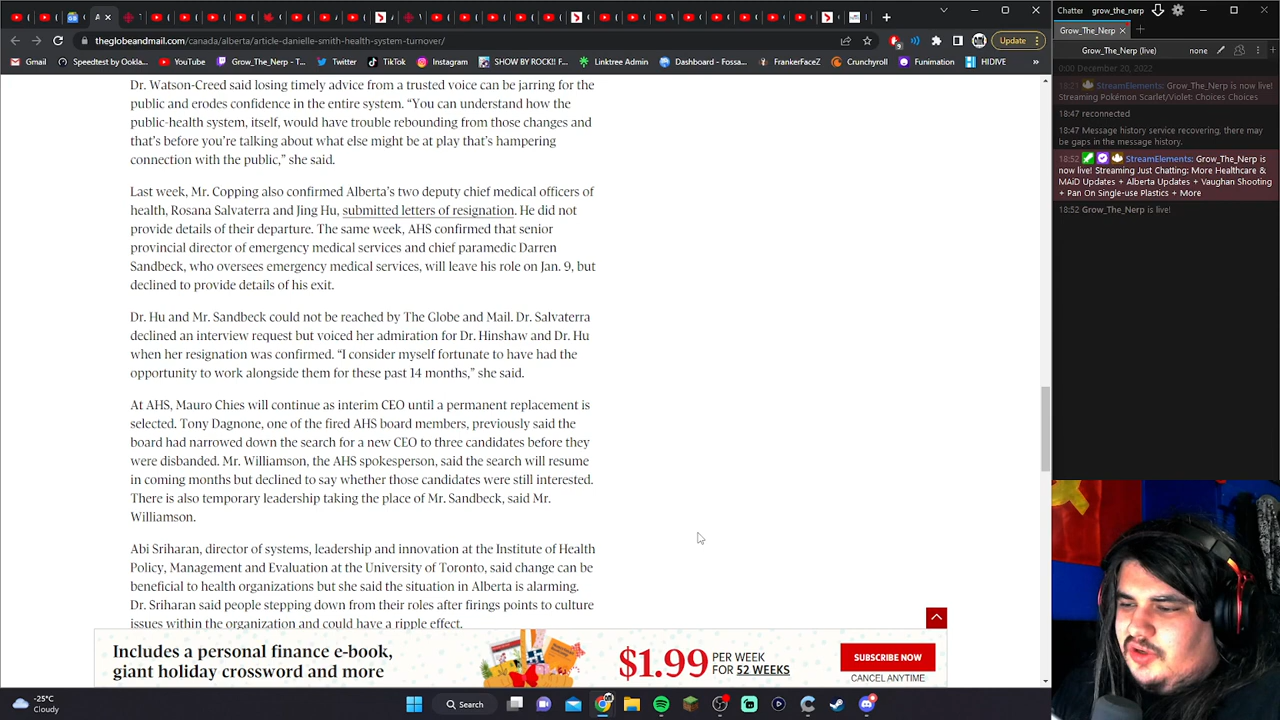 Update
theglobeandmail.com/canada/alberta/article-danielle-smith-health-system-turnover/
Gmail
Speedtest by Ookla...
YouTube
Grow_The_Nerp - T...
Twitter
TikTok
Instagram
SHOW BY ROCK!! F...
Linktree Admin
Dashboard - Fossa...
FrankerFaceZ
Crunchyroll
Funimation
HIDIVE
Dr. Watson-Creed said losing timely advice from a trusted voice can be jarring for the
public and erodes confidence in the entire system. “You can understand how the
public-health system, itself, would have trouble rebounding from those changes and
that’s before you’re talking about what else might be at play that’s hampering
connection with the public,” she said.
Last week, Mr. Copping also confirmed Alberta’s two deputy chief medical officers of
health, Rosana Salvaterra and Jing Hu, submitted letters of resignation. He did not
provide details of their departure. The same week, AHS confirmed that senior
provincial director of emergency medical services and chief paramedic Darren
Sandbeck, who oversees emergency medical services, will leave his role on Jan. 9, but
declined to provide details of his exit.
Dr. Hu and Mr. Sandbeck could not be reached by The Globe and Mail. Dr. Salvaterra
declined an interview request but voiced her admiration for Dr. Hinshaw and Dr. Hu
when her resignation was confirmed. “I consider myself fortunate to have had the
opportunity to work alongside them for these past 14 months,” she said.
At AHS, Mauro Chies will continue as interim CEO until a permanent replacement is
selected. Tony Dagnone, one of the fired AHS board members, previously said the
board had narrowed down the search for a new CEO to three candidates before they
were disbanded. Mr. Williamson, the AHS spokesperson, said the search will resume
in coming months but declined to say whether those candidates were still interested.
There is also temporary leadership taking the place of Mr. Sandbeck, said Mr.
Williamson.
Abi Sriharan, director of systems, leadership and innovation at the Institute of Health
Policy, Management and Evaluation at the University of Toronto, said change can be
beneficial to health organizations but she said the situation in Alberta is alarming.
Dr. Sriharan said people stepping down from their roles after firings points to culture
issues within the organization and could have a ripple effect.
Includes a personal finance e-book,
giant holiday crossword and more
$1.99 PER WEEK
FOR 52 WEEKS
SUBSCRIBE NOW
CANCEL ANYTIME
-25°C
Cloudy
Search
Chatter
grow_the_nerp
Grow_The_Nerp
Grow_The_Nerp (live)
none
0:00 December 20, 2022
18:21 StreamElements: Grow_The_Nerp is now live!
Streaming Pokémon Scarlet/Violet: Choices Choices
18:47 reconnected
18:47 Message history service recovering, there may
be gaps in the message history.
18:52 StreamElements: Grow_The_Nerp is
now live! Streaming Just Chatting: More Healthcare &
MAiD Updates + Alberta Updates + Vaughan Shooting
+ Pan On Single-use Plastics + More
18:52 Grow_The_Nerp is live!